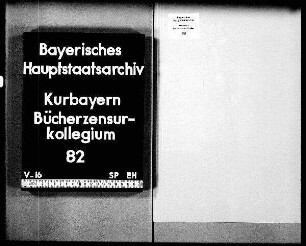 Bayerisches
Hauptstaatsarchiv
Kurbayern
Bücherzensur-
kollegium
82
V-16 SP EH